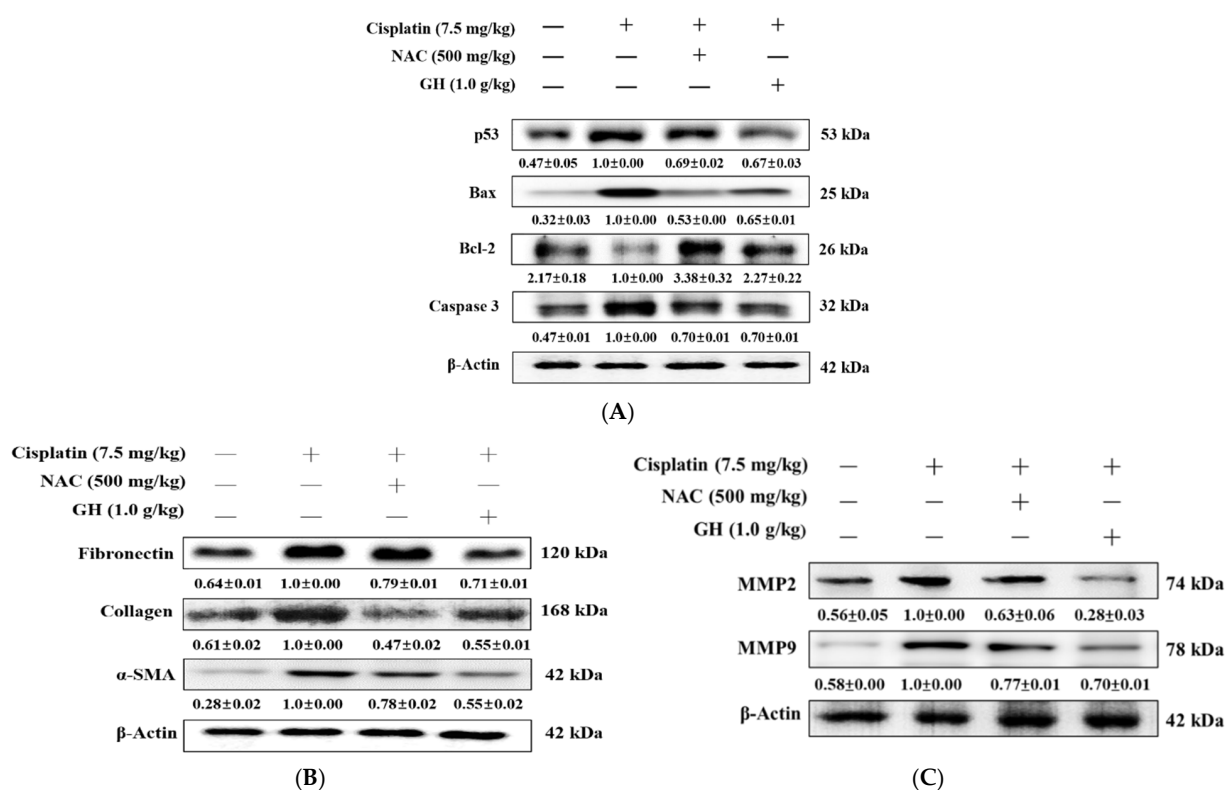 Cisplatin (7.5 mg/kg) — + + +
NAC (500 mg/kg) — — + —
GH (1.0 g/kg) — — — +
p53 53 kDa
0.47±0.05 1.0±0.00 0.69±0.02 0.67±0.03
Bax 25 kDa
0.32±0.03 1.0±0.00 0.53±0.00 0.65±0.01
Bcl-2 26 kDa
2.17±0.18 1.0±0.00 3.38±0.32 2.27±0.22
Caspase 3 32 kDa
0.47±0.01 1.0±0.00 0.70±0.01 0.70±0.01
β-Actin 42 kDa
(A)
Cisplatin (7.5 mg/kg) — + + +
NAC (500 mg/kg) — — + —
GH (1.0 g/kg) — — — +
Fibronectin 120 kDa
0.64±0.01 1.0±0.00 0.79±0.01 0.71±0.01
Collagen 168 kDa
0.61±0.02 1.0±0.00 0.47±0.02 0.55±0.01
α-SMA 42 kDa
0.28±0.02 1.0±0.00 0.78±0.02 0.55±0.02
β-Actin 42 kDa
(B)
Cisplatin (7.5 mg/kg) — + + +
NAC (500 mg/kg) — — + —
GH (1.0 g/kg) — — — +
MMP2 74 kDa
0.56±0.05 1.0±0.00 0.63±0.06 0.28±0.03
MMP9 78 kDa
0.58±0.00 1.0±0.00 0.77±0.01 0.70±0.01
β-Actin 42 kDa
(C)